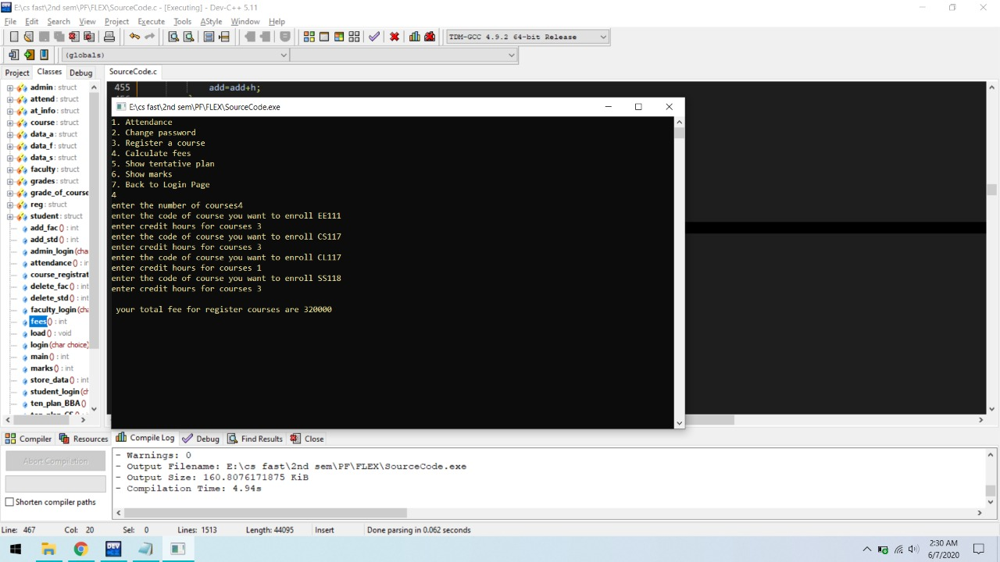 E:\cs fast\2nd sem\PF\FLEX\SourceCode.c - [Executing] - Dev-C++ 5.11
File Edit Search View Project Execute Tools AStyle Window Help
TDM-GCC 4.9.2 64-bit Release
(globals)
Project Classes Debug
SourceCode.c
admin : struct
attend : struct
at_info : struct
course : struct
data_a : struct
data_f : struct
data_s : struct
faculty : struct
grades : struct
grade_of_course
reg : struct
student : struct
add_fac () : int
add_std () : int
admin_login (cha
attendance () : ir
course_registrat
delete_fac () : int
delete_std () : int
faculty_login (cha
fees () : int
load () : void
login (char choice)
main () : int
marks () : int
store_data () : int
student_login (ch
ten_plan_BBA ()
455 add=add+h;
E:\cs fast\2nd sem\PF\FLEX\SourceCode.exe
1. Attendance
2. Change password
3. Register a course
4. Calculate fees
5. Show tentative plan
6. Show marks
7. Back to Login Page
4
enter the number of courses4
enter the code of course you want to enroll EE111
enter credit hours for courses 3
enter the code of course you want to enroll CS117
enter credit hours for courses 3
enter the code of course you want to enroll CL117
enter credit hours for courses 1
enter the code of course you want to enroll SS118
enter credit hours for courses 3
your total fee for register courses are 320000
Compiler Resources Compile Log Debug Find Results Close
Abort Compilation
Shorten compiler paths
- Warnings: 0
- Output Filename: E:\cs fast\2nd sem\PF\FLEX\SourceCode.exe
- Output Size: 160.8076171875 KiB
- Compilation Time: 4.94s
Line: 467 Col: 20 Sel: 0 Lines: 1513 Length: 44095 Insert Done parsing in 0.062 seconds
DEV
2:30 AM
6/7/2020